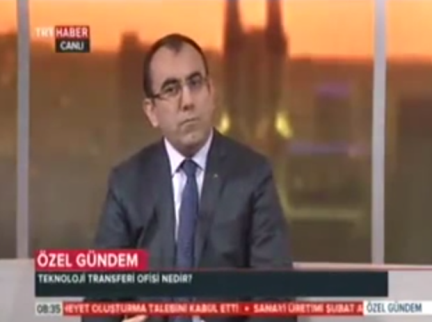 TRT HABER
CANLI
ÖZEL GÜNDEM
TEKNOLOJİ TRANSFERİ OFİSİ NEDİR?
08:35 HEYET OLUŞTURMA TALEBİNİ KABUL ETTİ SANAYİ ÜRETİMİ ŞUBAT A ÖZEL GÜNDEM